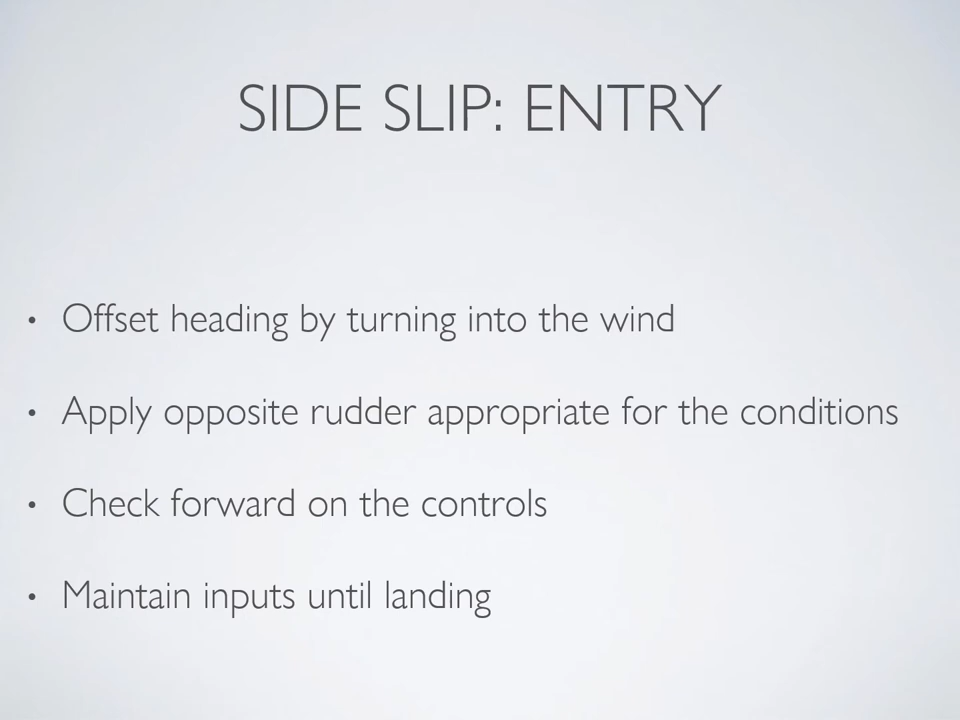 SIDE SLIP: ENTRY
• Offset heading by turning into the wind
• Apply opposite rudder appropriate for the conditions
• Check forward on the controls
• Maintain inputs until landing